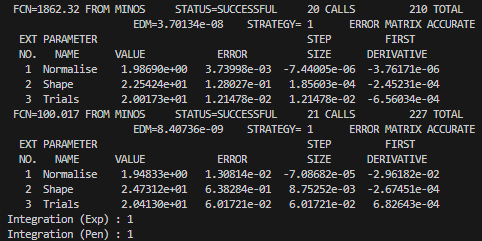 FCN=1862.32 FROM MINOS     STATUS=SUCCESSFUL     20 CALLS         210 TOTAL
EDM=3.70134e-08    STRATEGY= 1      ERROR MATRIX ACCURATE
EXT PARAMETER                                   STEP         FIRST
NO.   NAME      VALUE            ERROR          SIZE      DERIVATIVE
1  Normalise    1.98690e+00   3.73998e-03  -7.44005e-06  -3.76171e-06
2  Shape        2.25424e+01   1.28027e-01   1.85603e-04  -2.45231e-04
3  Trials       2.00173e+01   1.21478e-02   1.21478e-02  -6.56034e-04
FCN=100.017 FROM MINOS     STATUS=SUCCESSFUL     21 CALLS         227 TOTAL
EDM=8.40736e-09    STRATEGY= 1      ERROR MATRIX ACCURATE
EXT PARAMETER                                   STEP         FIRST
NO.   NAME      VALUE            ERROR          SIZE      DERIVATIVE
1  Normalise    1.94833e+00   1.30814e-02  -7.08682e-05  -2.96182e-02
2  Shape        2.47312e+01   6.38284e-01   8.75252e-03  -2.67451e-04
3  Trials       2.04130e+01   6.01721e-02   6.01721e-02   6.82643e-04
Integration (Exp) : 1
Integration (Pen) : 1